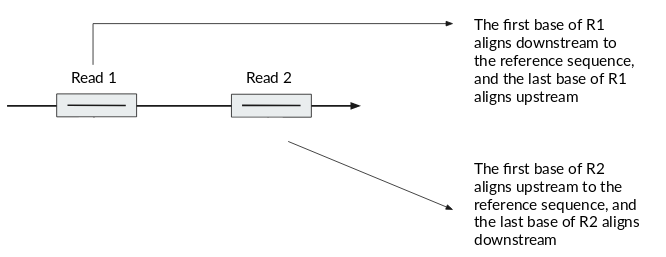 The first base of R1
aligns downstream to
the reference sequence,
and the last base of R1
aligns upstream
Read 1
Read 2
The first base of R2
aligns upstream to the
reference sequence, and
the last base of R2 aligns
downstream